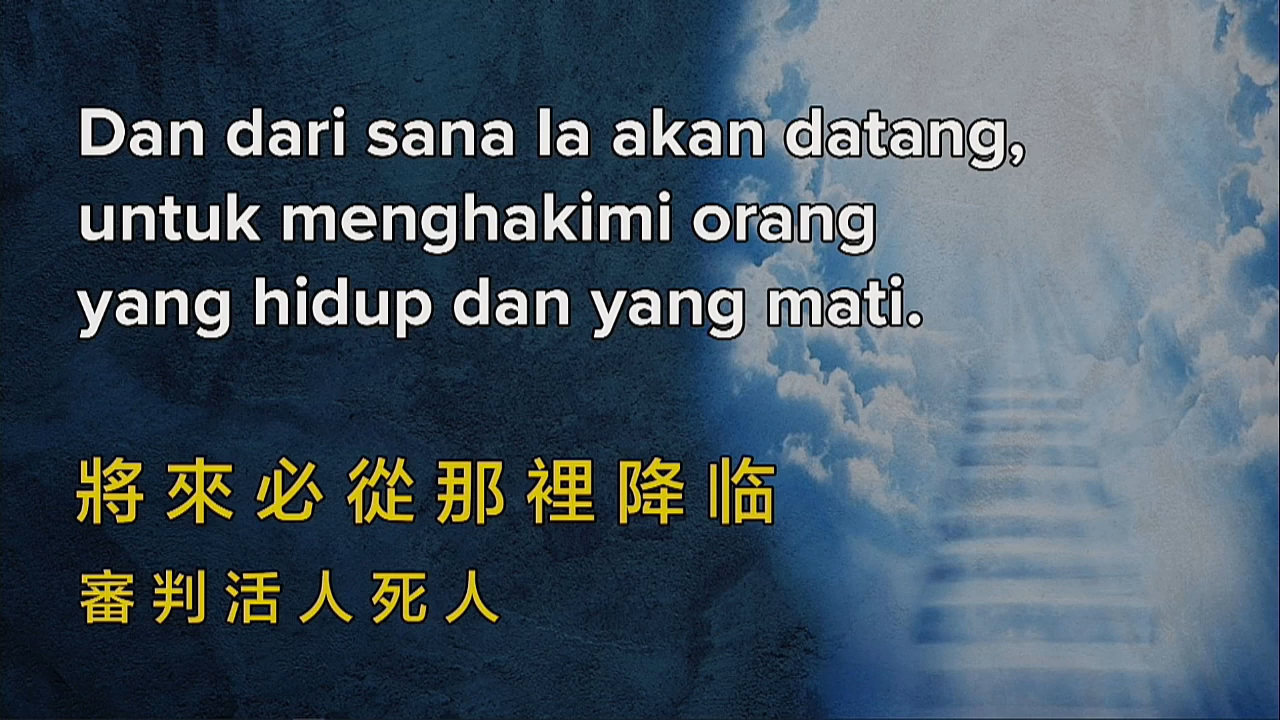 Dan dari sana Ia akan datang,
untuk menghakimi orang
yang hidup dan yang mati.
將來必從那裡降临
審判活人死人